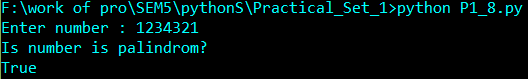 F:\work of pro\SEM5\pythonS\Practical_Set_1>python P1_8.py
Enter number : 1234321
Is number is palindrom?
True